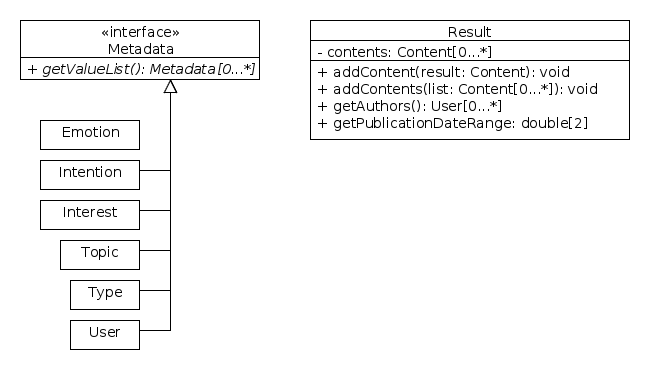 «interface»
Metadata
+ getValueList(): Metadata[0...*]
Emotion
Intention
Interest
Topic
Type
User
Result
- contents: Content[0...*]
+ addContent(result: Content): void
+ addContents(list: Content[0...*]): void
+ getAuthors(): User[0...*]
+ getPublicationDateRange: double[2]